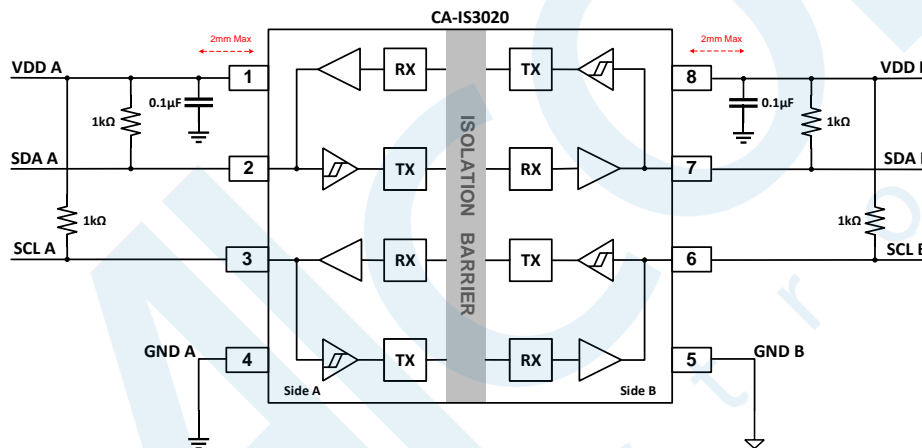 CA-IS3020
2mm Max
2mm Max
VDD A
1
RX
TX
8
VDD
0.1µF
1kΩ
0.1µF
1kΩ
SDA A
2
TX
RX
7
SDA
1kΩ
1kΩ
SCL A
3
RX
TX
6
SCL
ISOLATION BARRIER
GND A
4
TX
RX
5
GND B
Side A
Side B